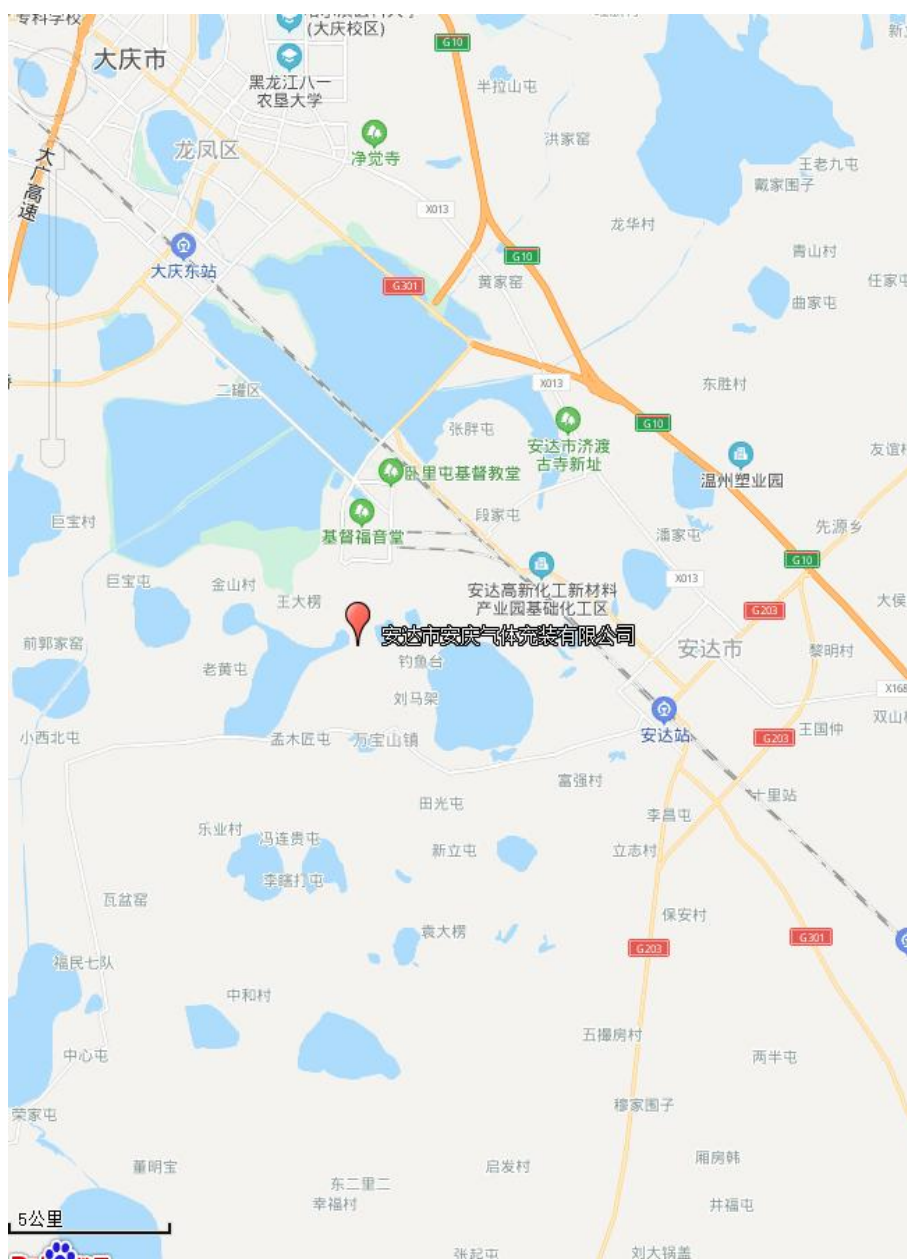 专科学校
(大庆校区)
G10
大庆市
黑龙江八一
农垦大学
半拉山屯
洪家窑
净觉寺
龙凤区
大广高速
王老九屯
戴家围子
X013
龙华村
大庆东站
G10
青山村
黄家窑
任家屯
G301
曲家屯
二罐区
X013
东胜村
张胖屯
安达市济渡
古寺新址
G10
友谊村
卧里屯基督教堂
温州塑业园
巨宝村
基督福音堂
段家屯
潘家屯
先源乡
G10
巨宝屯
金山村
王大楞
安达高新化工新材料
产业园基础化工区
X013
G203
大侯
前郭家窑
安达市安庆气体充装有限公司
安达市
黎明村
老黄屯
钓鱼台
刘马架
X168
双山村
小西北屯
孟木匠屯
万宝山镇
安达站
G203
王国仲
富强村
田光屯
十里站
李昌屯
乐业村
冯连贵屯
新立屯
立志村
李瞎打屯
瓦盆窑
保安村
袁大楞
G203
G301
福民七队
中和村
五撮房村
中心屯
两半屯
穆家围子
荣家屯
董明宝
启发村
厢房韩
东二里二
幸福村
井福屯
5公里
张起屯
刘大锅盖